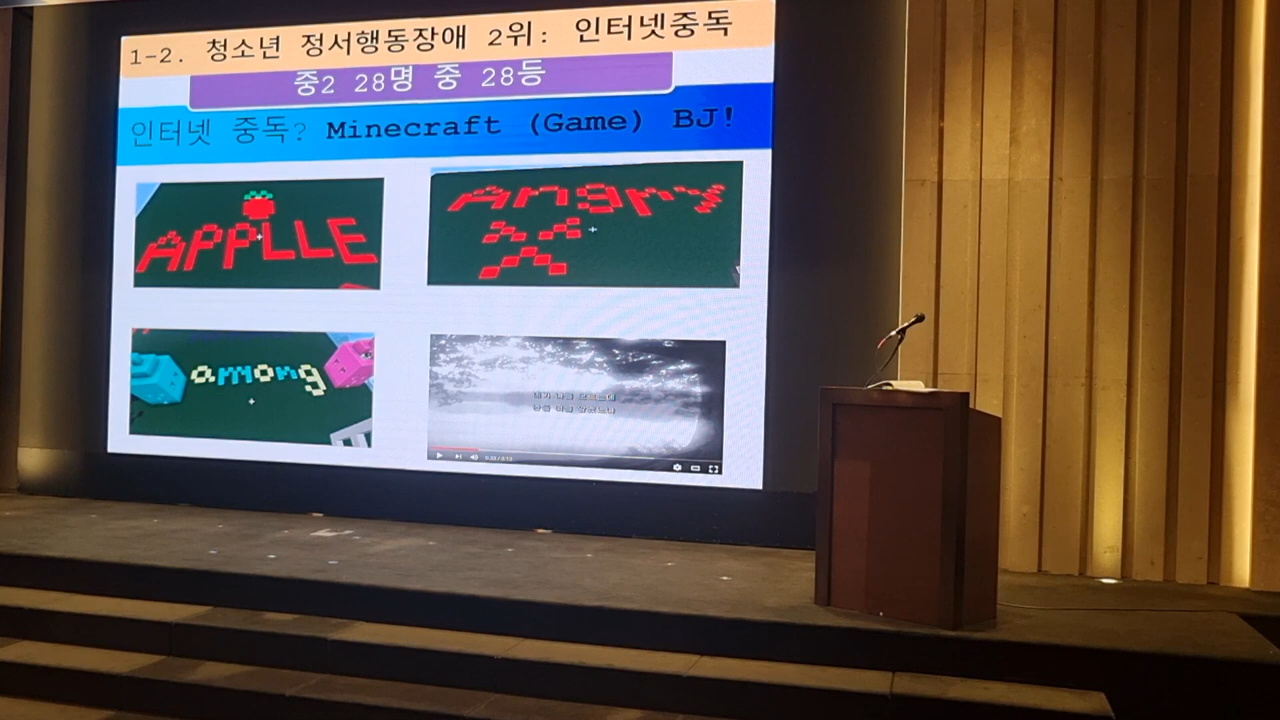 1-2. 청소년 정서행동장애 2위: 인터넷중독
중2 28명 중 28등
인터넷 중독? Minecraft (Game) BJ!
APPLLE
Angry
X
among